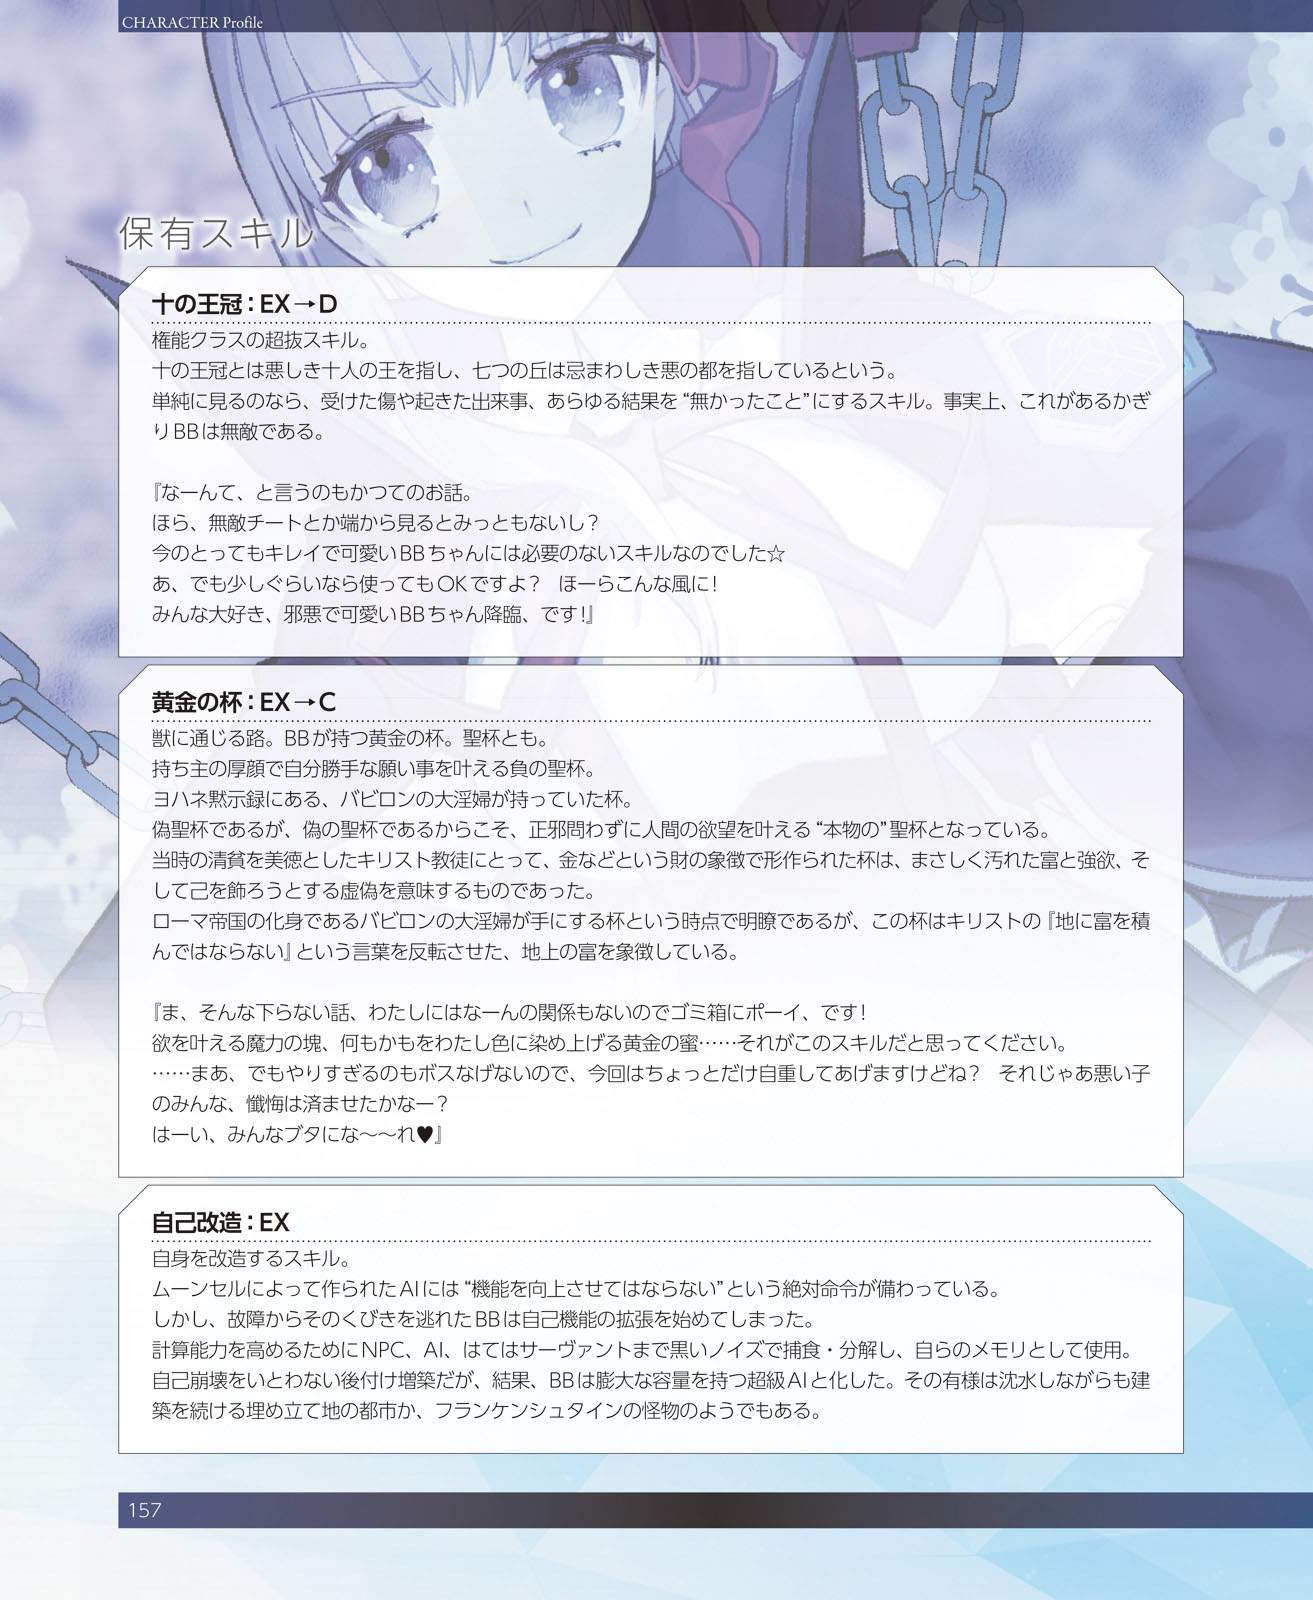 CHARACTER Profile
保有スキル
十の王冠：EX→D
権能クラスの超抜スキル。
十の王冠とは悪しき十人の王を指し、七つの丘は忌まわしき悪の都を指しているという。
単純に見るのなら、受けた傷や起きた出来事、あらゆる結果を“無かったこと”にするスキル。事実上、これがあるかぎ
りBBは無敵である。
『なーんて、と言うのもかつてのお話。
ほら、無敵チートとか端から見るとみっともないし？
今のとってもキレイで可愛いBBちゃんには必要のないスキルなのでした☆
あ、でも少しぐらいなら使ってもOKですよ？　ほーらこんな風に！
みんな大好き、邪悪で可愛いBBちゃん降臨、です！』
黄金の杯：EX→C
獣に通じる路。BBが持つ黄金の杯。聖杯とも。
持ち主の厚顔で自分勝手な願い事を叶える負の聖杯。
ヨハネ黙示録にある、バビロンの大淫婦が持っていた杯。
偽聖杯であるが、偽の聖杯であるからこそ、正邪問わずに人間の欲望を叶える“本物の”聖杯となっている。
当時の清貧を美徳としたキリスト教徒にとって、金などという財の象徴で形作られた杯は、まさしく汚れた富と強欲、そ
して己を飾ろうとする虚偽を意味するものであった。
ローマ帝国の化身であるバビロンの大淫婦が手にする杯という時点で明瞭であるが、この杯はキリストの『地に富を積
んではならない』という言葉を反転させた、地上の富を象徴している。
『ま、そんな下らない話、わたしにはなーんの関係もないのでゴミ箱にポーイ、です！
欲を叶える魔力の塊、何もかもをわたし色に染め上げる黄金の蜜……それがこのスキルだと思ってください。
……まあ、でもやりすぎるのもボスなげないので、今回はちょっとだけ自重してあげますけどね？　それじゃあ悪い子
のみんな、懺悔は済ませたかなー？
はーい、みんなブタにな～～れ♥』
自己改造：EX
自身を改造するスキル。
ムーンセルによって作られたAIには“機能を向上させてはならない”という絶対命令が備わっている。
しかし、故障からそのくびきを逃れたBBは自己機能の拡張を始めてしまった。
計算能力を高めるためにNPC、AI、はてはサーヴァントまで黒いノイズで捕食・分解し、自らのメモリとして使用。
自己崩壊をいとわない後付け増築だが、結果、BBは膨大な容量を持つ超級AIと化した。その有様は沈水しながらも建
築を続ける埋め立て地の都市か、フランケンシュタインの怪物のようでもある。
157